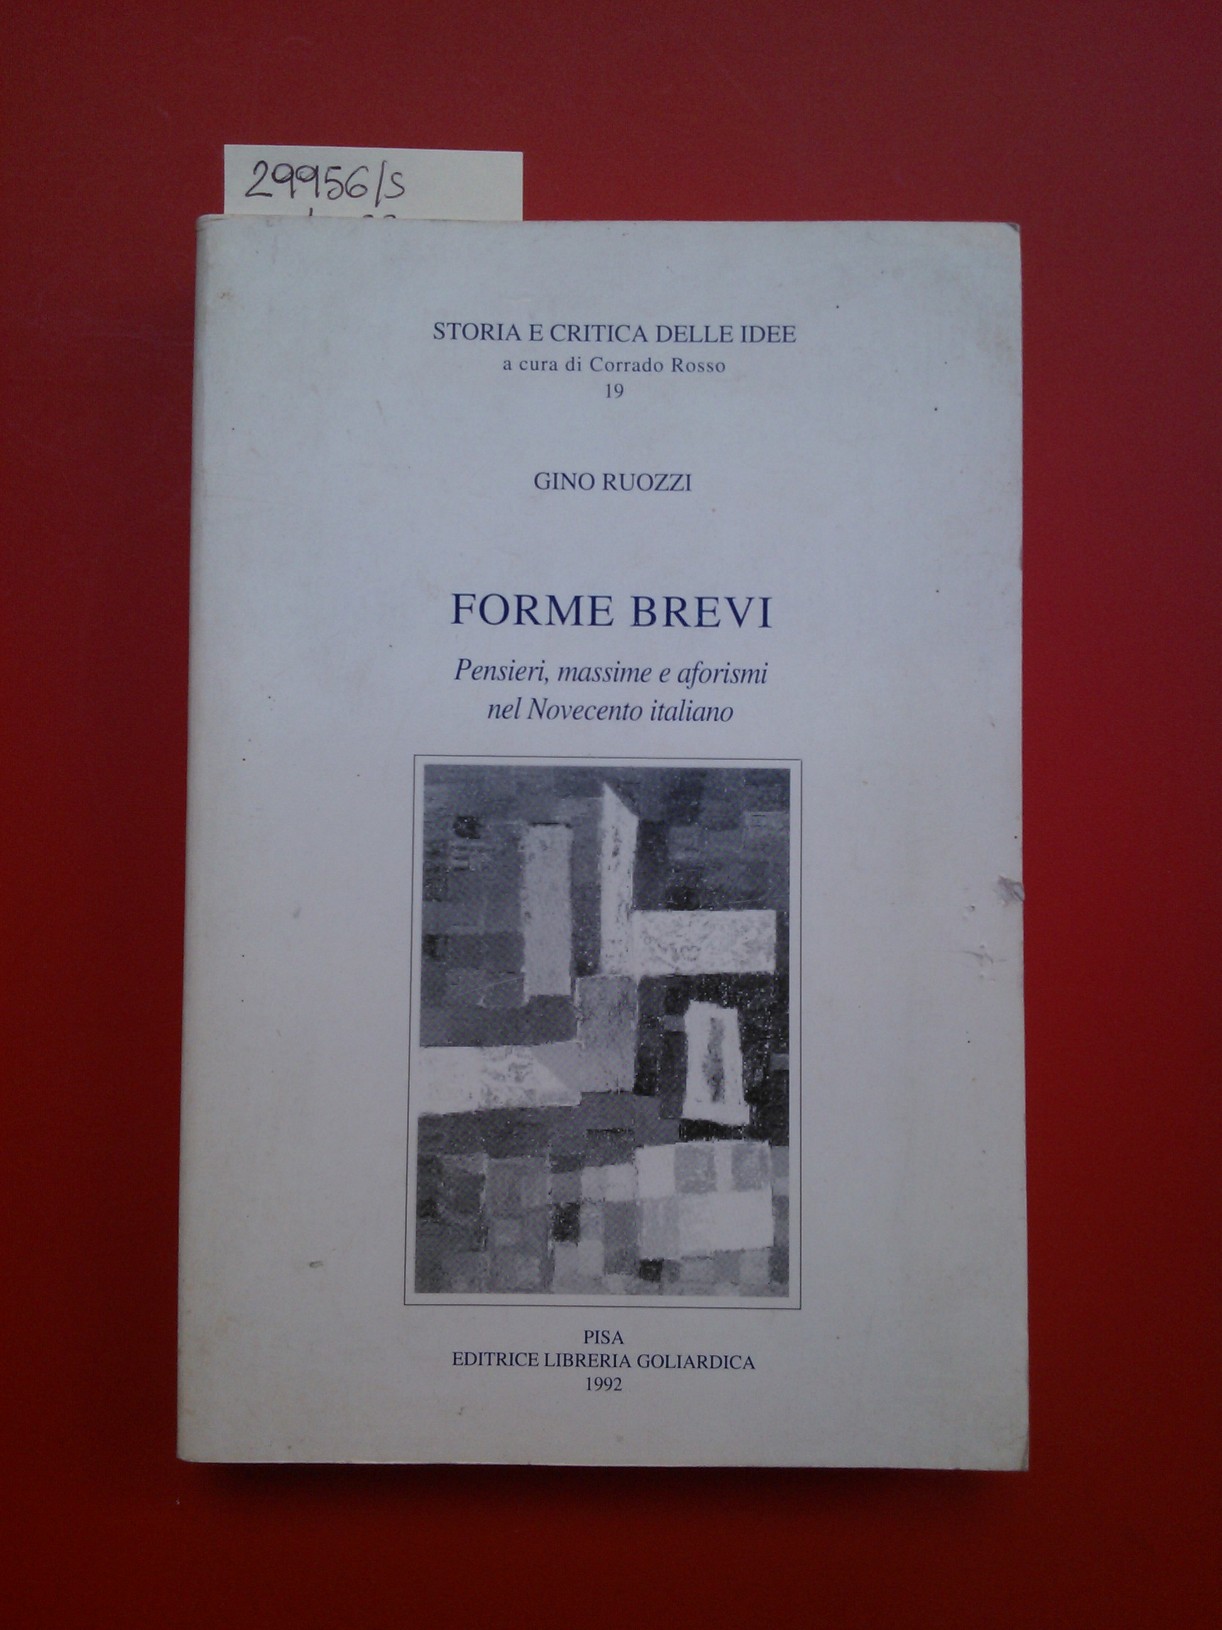 29956/S
STORIA E CRITICA DELLE IDEE
a cura di Corrado Rosso
19
GINO RUOZZI
FORME BREVI
Pensieri, massime e aforismi
nel Novecento italiano
PISA
EDITRICE LIBRERIA GOLIARDICA
1992